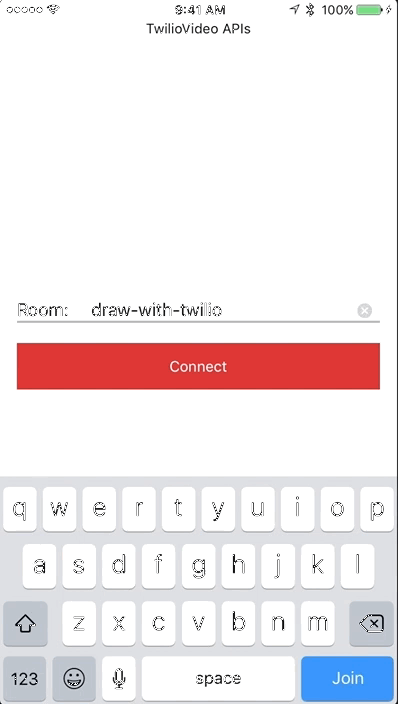 9:41 AM 100%
TwilioVideo APIs
Room: draw-with-twilio
Connect
q w e r t y u i o p
a s d f g h j k l
z x c v b n m
123 space Join